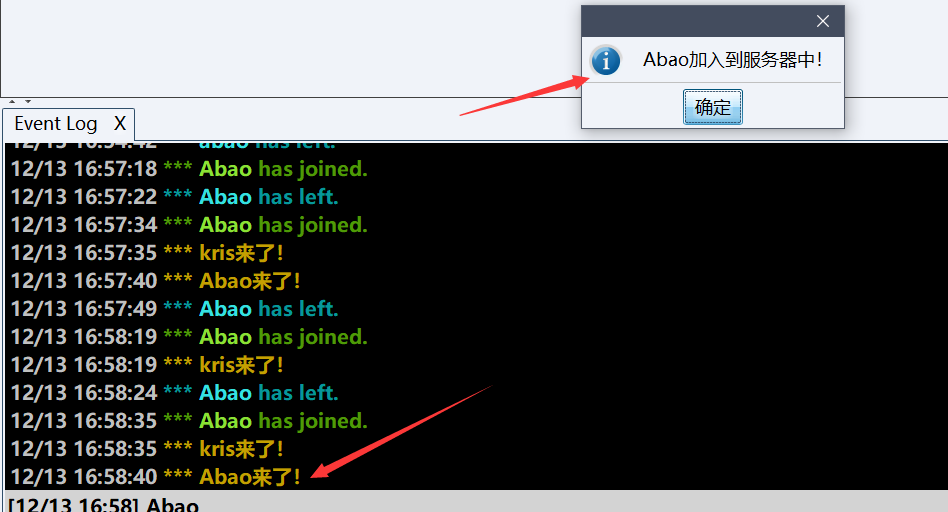 Abao加入到服务器中!
确定
Event Log X
12/13 16:54:42 *** abao has left.
12/13 16:57:18 *** Abao has joined.
12/13 16:57:22 *** Abao has left.
12/13 16:57:34 *** Abao has joined.
12/13 16:57:35 *** kris来了!
12/13 16:57:40 *** Abao来了!
12/13 16:57:49 *** Abao has left.
12/13 16:58:19 *** Abao has joined.
12/13 16:58:19 *** kris来了!
12/13 16:58:24 *** Abao has left.
12/13 16:58:35 *** Abao has joined.
12/13 16:58:35 *** kris来了!
12/13 16:58:40 *** Abao来了!
[12/13 16:58] Abao